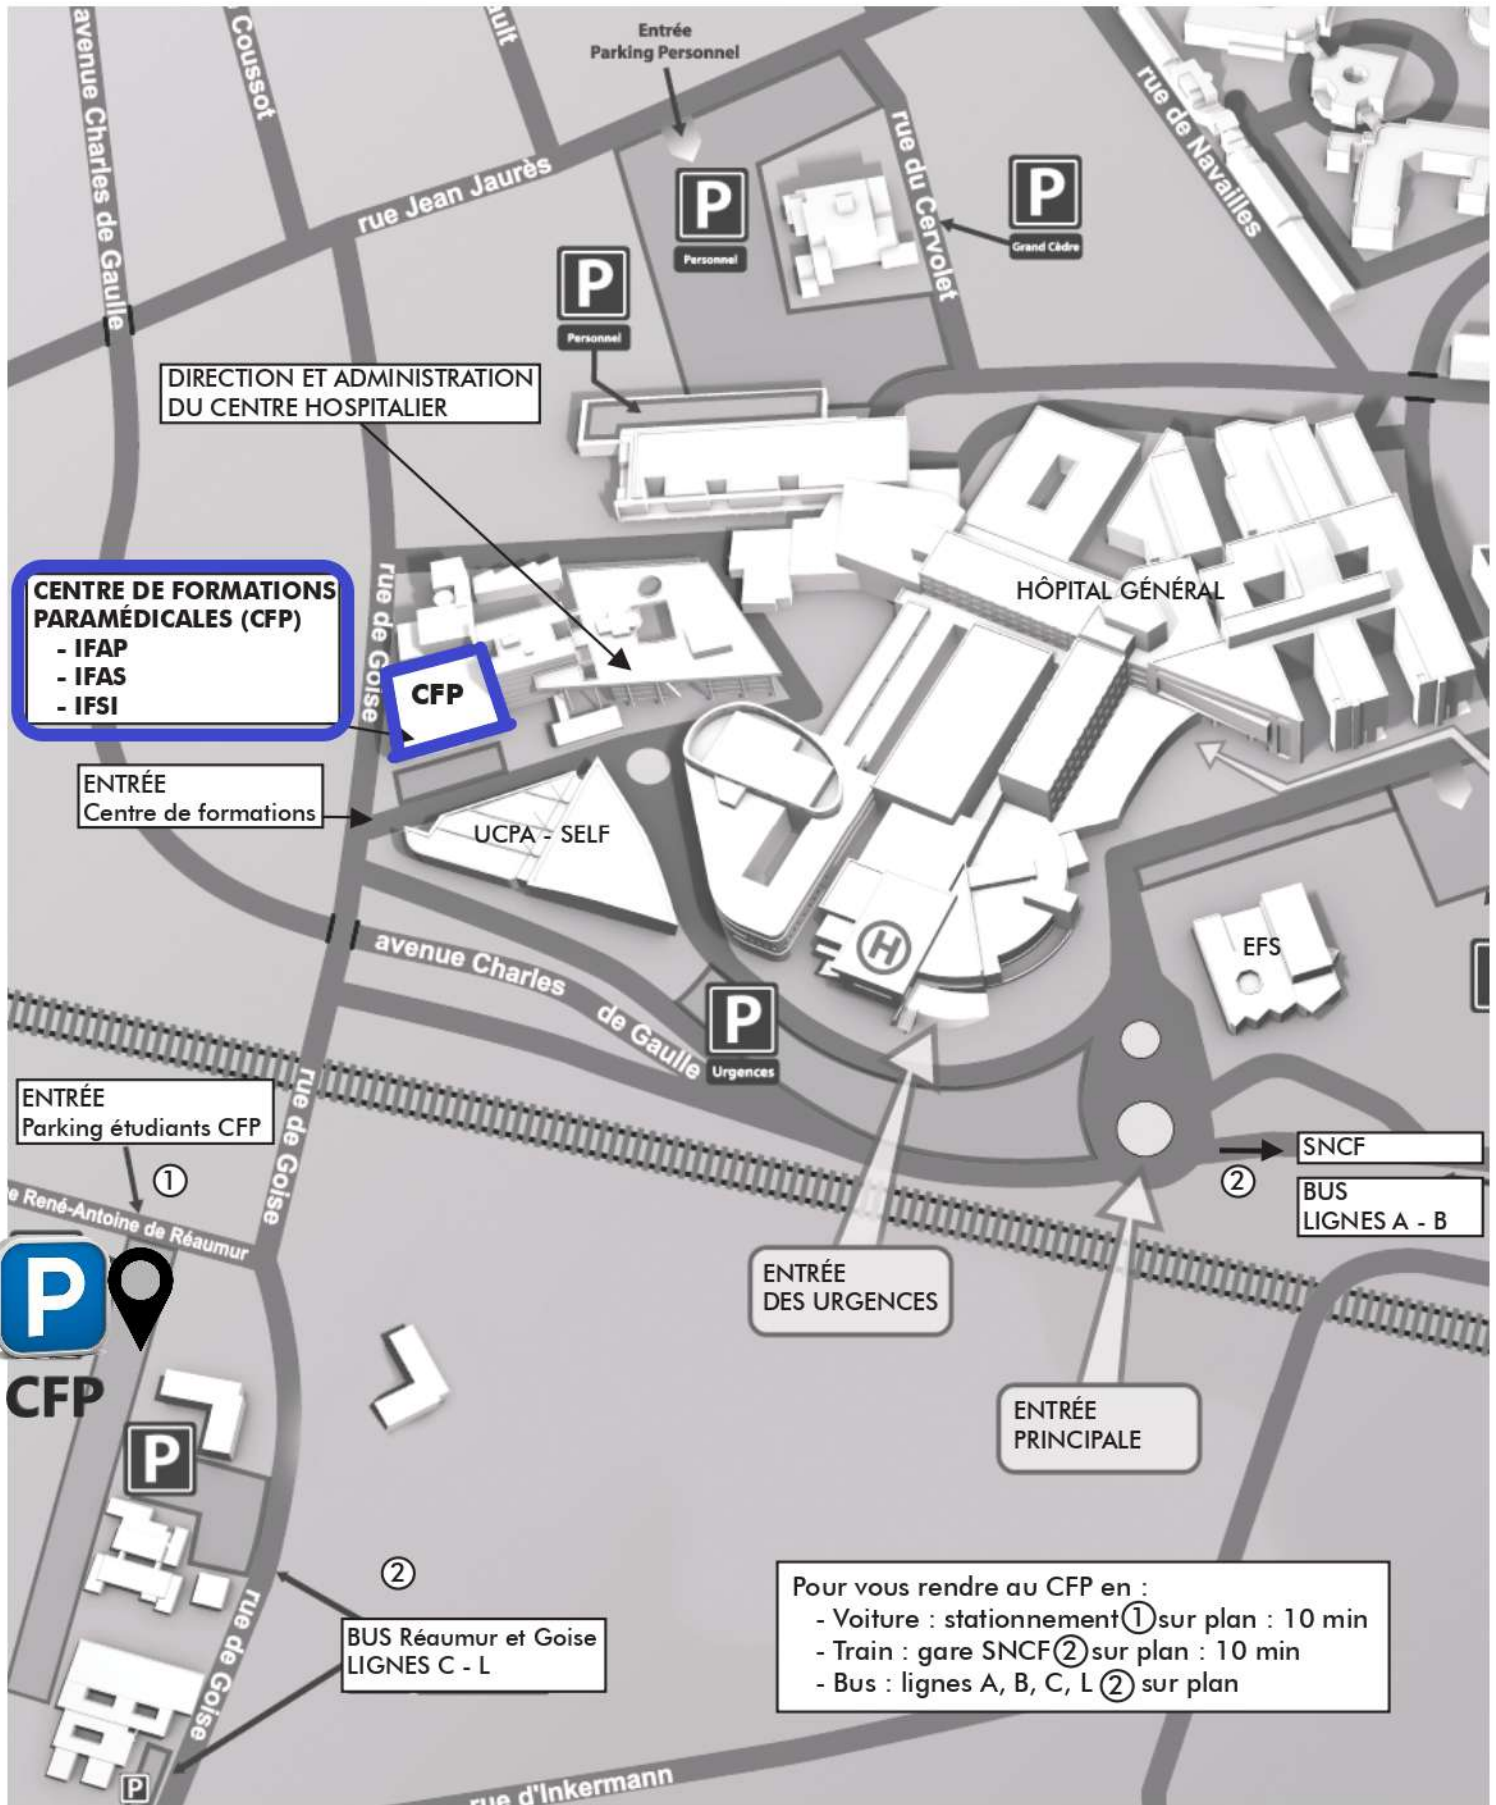 avenue Charles de Gaulle
Coussot
ault
Entrée
Parking Personnel
rue Jean Jaurès
rue du Cervolet
rue de Navailles
P
Personnel
P
Grand Cèdre
P
Personnel
DIRECTION ET ADMINISTRATION
DU CENTRE HOSPITALIER
CENTRE DE FORMATIONS
PARAMÉDICALES (CFP)
- IFAP
- IFAS
- IFSI
rue de Goise
CFP
HÔPITAL GÉNÉRAL
ENTRÉE
Centre de formations
UCPA - SELF
H
EFS
avenue Charles de Gaulle
P
Urgences
ENTRÉE
Parking étudiants CFP
1
rue de Goise
e René-Antoine de Réaumur
SNCF
2
BUS
LIGNES A - B
P
CFP
ENTRÉE
DES URGENCES
ENTRÉE
PRINCIPALE
P
2
BUS Réaumur et Goise
LIGNES C - L
rue de Goise
P
Pour vous rendre au CFP en :
- Voiture : stationnement 1 sur plan : 10 min
- Train : gare SNCF 2 sur plan : 10 min
- Bus : lignes A, B, C, L 2 sur plan
rue d'Inkermann